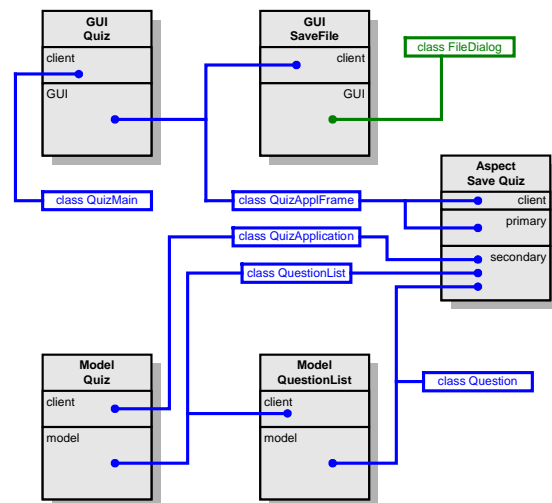 GUI
Quiz
client
GUI
GUI
SaveFile
client
GUI
class FileDialog
class QuizMain
class QuizApplFrame
Aspect
Save Quiz
client
primary
secondary
class QuizApplication
class QuestionList
Model
Quiz
client
model
Model
QuestionList
client
model
class Question